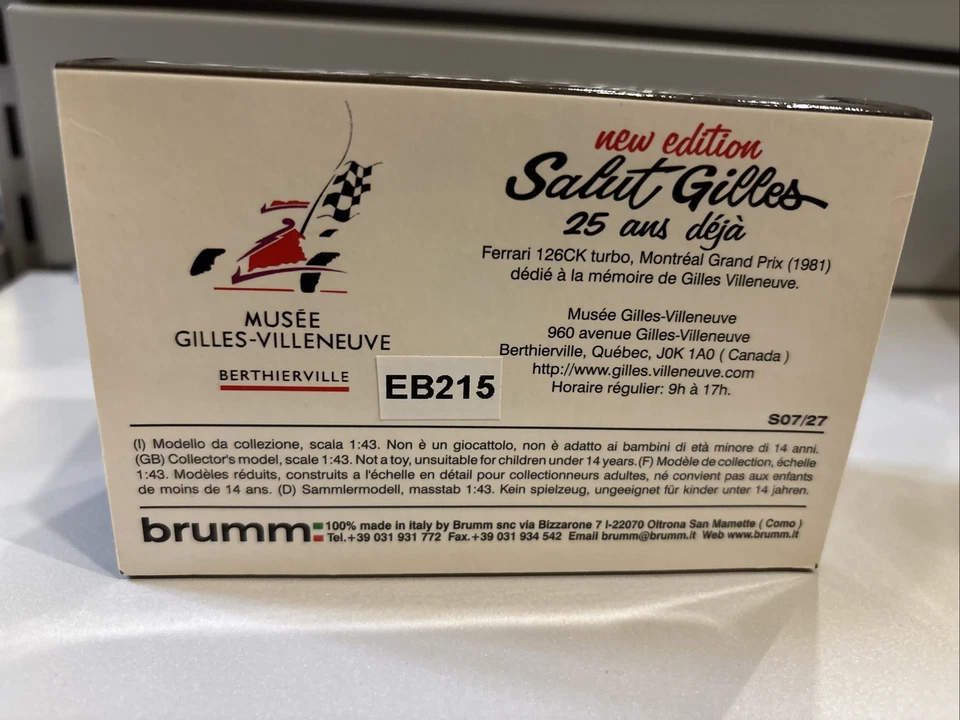 new edition
Salut Gilles
25 ans déjà
Ferrari 126CK turbo, Montréal Grand Prix (1981)
dédié à la mémoire de Gilles Villeneuve.
MUSÉE
GILLES-VILLENEUVE
BERTHIERVILLE
Musée Gilles-Villeneuve
960 avenue Gilles-Villeneuve
Berthierville, Québec, J0K 1A0 ( Canada )
http://www.gilles.villeneuve.com
Horaire régulier: 9h à 17h.
EB215
S07/27
(I) Modello da collezione, scala 1:43. Non è un giocattolo, non è adatto ai bambini di età minore di 14 anni.
(GB) Collector's model, scale 1:43. Not a toy, unsuitable for children under 14 years. (F) Modèle de collection, échelle
1:43. Modèles réduits, construits a l'échelle en détail pour collectionneurs adultes, né convient pas aux enfants
de moins de 14 ans. (D) Sammlermodell, masstab 1:43. Kein spielzeug, ungeeignet für kinder unter 14 jahren.
brumm
100% made in italy by Brumm snc via Bizzarone 7 I-22070 Oltrona San Mamette ( Como )
Tel.+39 031 931 772 Fax.+39 031 934 542 Email brumm@brumm.it Web www.brumm.it